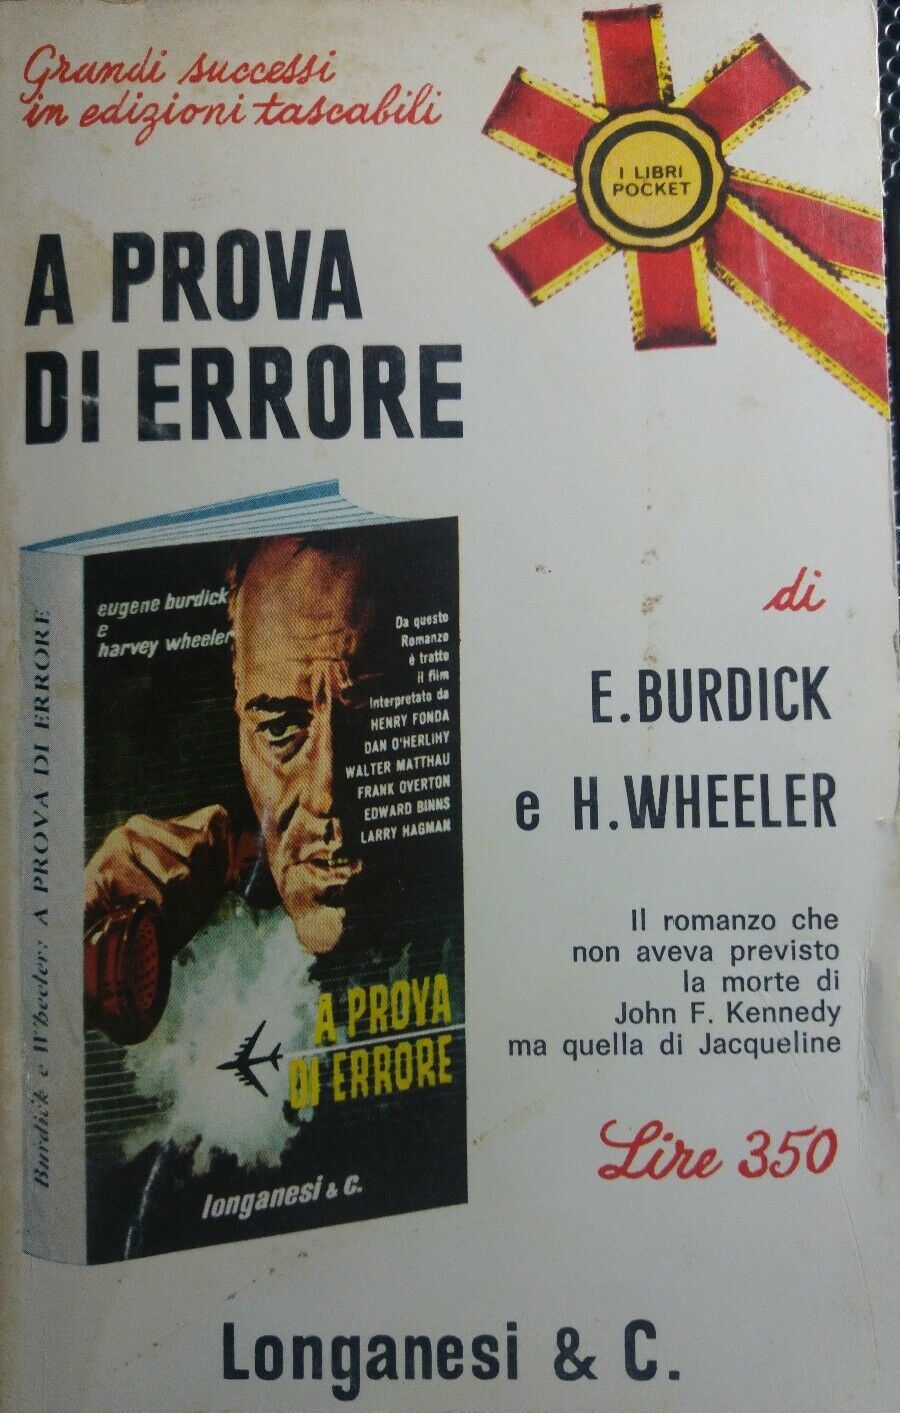 Grandi successi
in edizioni tascabili
I LIBRI
POCKET
A PROVA
DI ERRORE
di
E. BURDICK
e H. WHEELER
Il romanzo che
non aveva previsto
la morte di
John F. Kennedy
ma quella di Jacqueline
Lire 350
Burdick e Wheeler: A PROVA DI ERRORE
eugene burdick
e
harvey wheeler
Da questo
Romanzo
è tratto
il film
Interpretato da
HENRY FONDA
DAN O'HERLIHY
WALTER MATTHAU
FRANK OVERTON
EDWARD BINNS
LARRY HAGMAN
A PROVA
DI ERRORE
longanesi & C.
Longanesi & C.